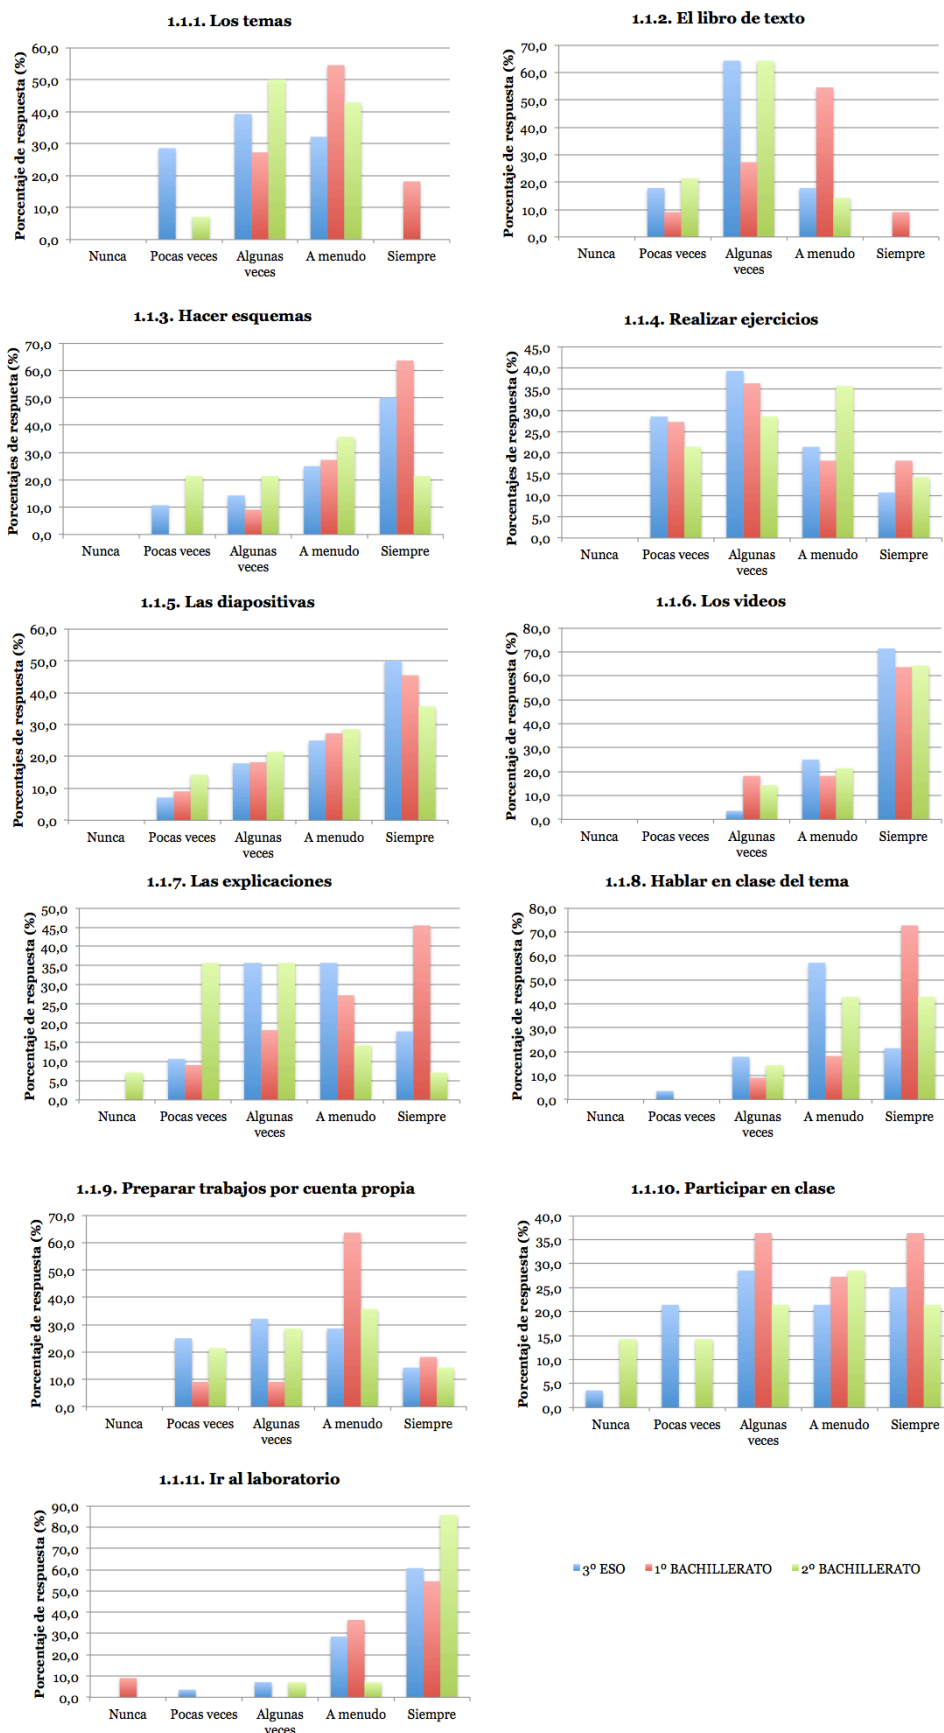 1.1.1. Los temas
Porcentaje de respuesta (%)
60,0
50,0
40,0
30,0
20,0
10,0
0,0
Nunca
Pocas veces
Algunas veces
A menudo
Siempre
1.1.2. El libro de texto
Porcentaje de respuesta (%)
70,0
60,0
50,0
40,0
30,0
20,0
10,0
0,0
Nunca
Pocas veces
Algunas veces
A menudo
Siempre
1.1.3. Hacer esquemas
Porcentajes de respuesta (%)
70,0
60,0
50,0
40,0
30,0
20,0
10,0
0,0
Nunca
Pocas veces
Algunas veces
A menudo
Siempre
1.1.4. Realizar ejercicios
Porcentajes de respuesta (%)
45,0
40,0
35,0
30,0
25,0
20,0
15,0
10,0
5,0
0,0
Nunca
Pocas veces
Algunas veces
A menudo
Siempre
1.1.5. Las diapositivas
Porcentajes de respuesta (%)
60,0
50,0
40,0
30,0
20,0
10,0
0,0
Nunca
Pocas veces
Algunas veces
A menudo
Siempre
1.1.6. Los videos
Porcentaje de respuesta (%)
80,0
70,0
60,0
50,0
40,0
30,0
20,0
10,0
0,0
Nunca
Pocas veces
Algunas veces
A menudo
Siempre
1.1.7. Las explicaciones
Porcentaje de respuesta (%)
50,0
45,0
40,0
35,0
30,0
25,0
20,0
15,0
10,0
5,0
0,0
Nunca
Pocas veces
Algunas veces
A menudo
Siempre
1.1.8. Hablar en clase del tema
Porcentaje de respuesta (%)
80,0
70,0
60,0
50,0
40,0
30,0
20,0
10,0
0,0
Nunca
Pocas veces
Algunas veces
A menudo
Siempre
1.1.9. Preparar trabajos por cuenta propia
Porcentaje de respuesta (%)
70,0
60,0
50,0
40,0
30,0
20,0
10,0
0,0
Nunca
Pocas veces
Algunas veces
A menudo
Siempre
1.1.10. Participar en clase
Porcentaje de respuesta (%)
40,0
35,0
30,0
25,0
20,0
15,0
10,0
5,0
0,0
Nunca
Pocas veces
Algunas veces
A menudo
Siempre
1.1.11. Ir al laboratorio
Porcentaje de respuesta (%)
90,0
80,0
70,0
60,0
50,0
40,0
30,0
20,0
10,0
0,0
Nunca
Pocas veces
Algunas veces
A menudo
Siempre
3º ESO 1º BACHILLERATO 2º BACHILLERATO